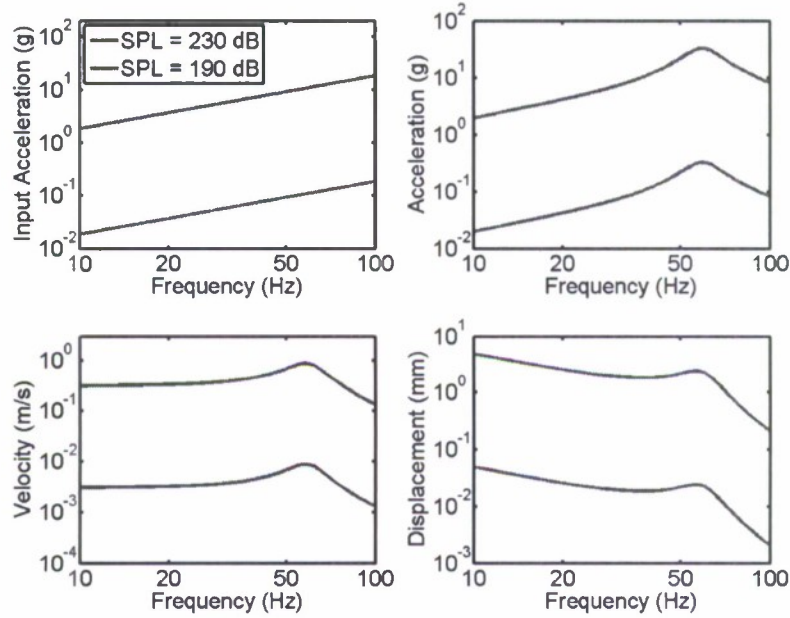 Input Acceleration (g)
10^2
10^1
10^0
10^-1
10^-2
SPL = 230 dB
SPL = 190 dB
10 20 50 100
Frequency (Hz)
Acceleration (g)
10^2
10^1
10^0
10^-1
10^-2
10 20 50 100
Frequency (Hz)
Velocity (m/s)
10^0
10^-1
10^-2
10^-3
10^-4
10 20 50 100
Frequency (Hz)
Displacement (mm)
10^1
10^0
10^-1
10^-2
10^-3
10 20 50 100
Frequency (Hz)